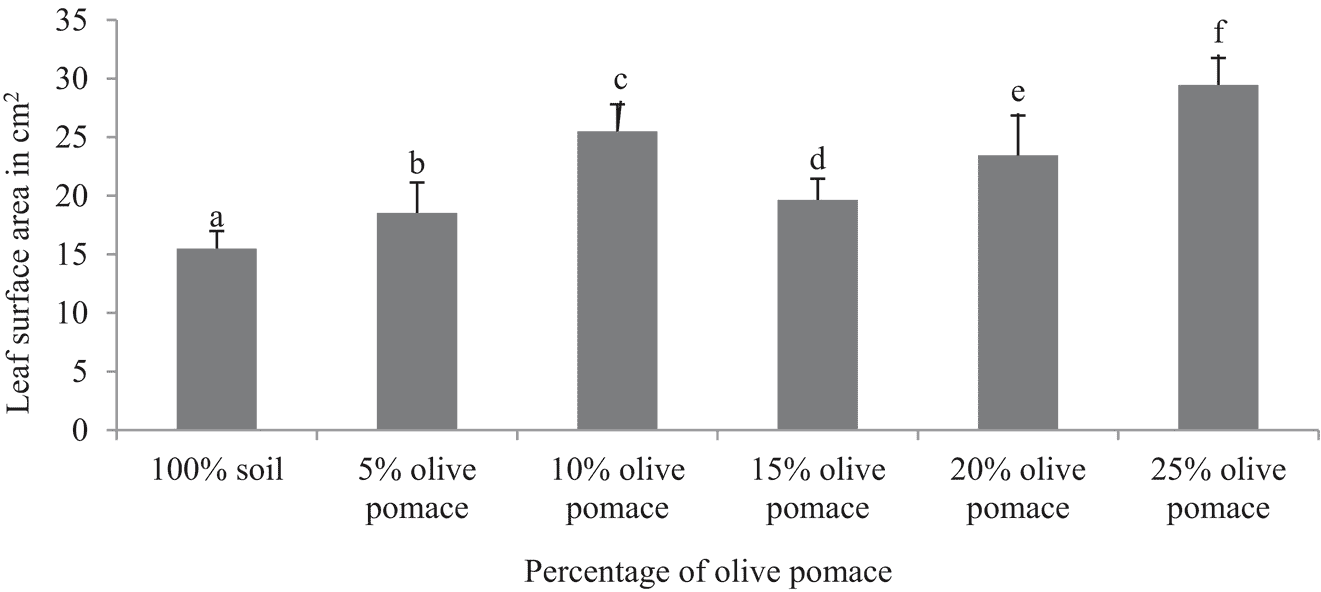 35
30
25
20
15
10
5
0
Leaf surface area in cm²
a
b
c
d
e
f
100% soil
5% olive
pomace
10% olive
pomace
15% olive
pomace
20% olive
pomace
25% olive
pomace
Percentage of olive pomace